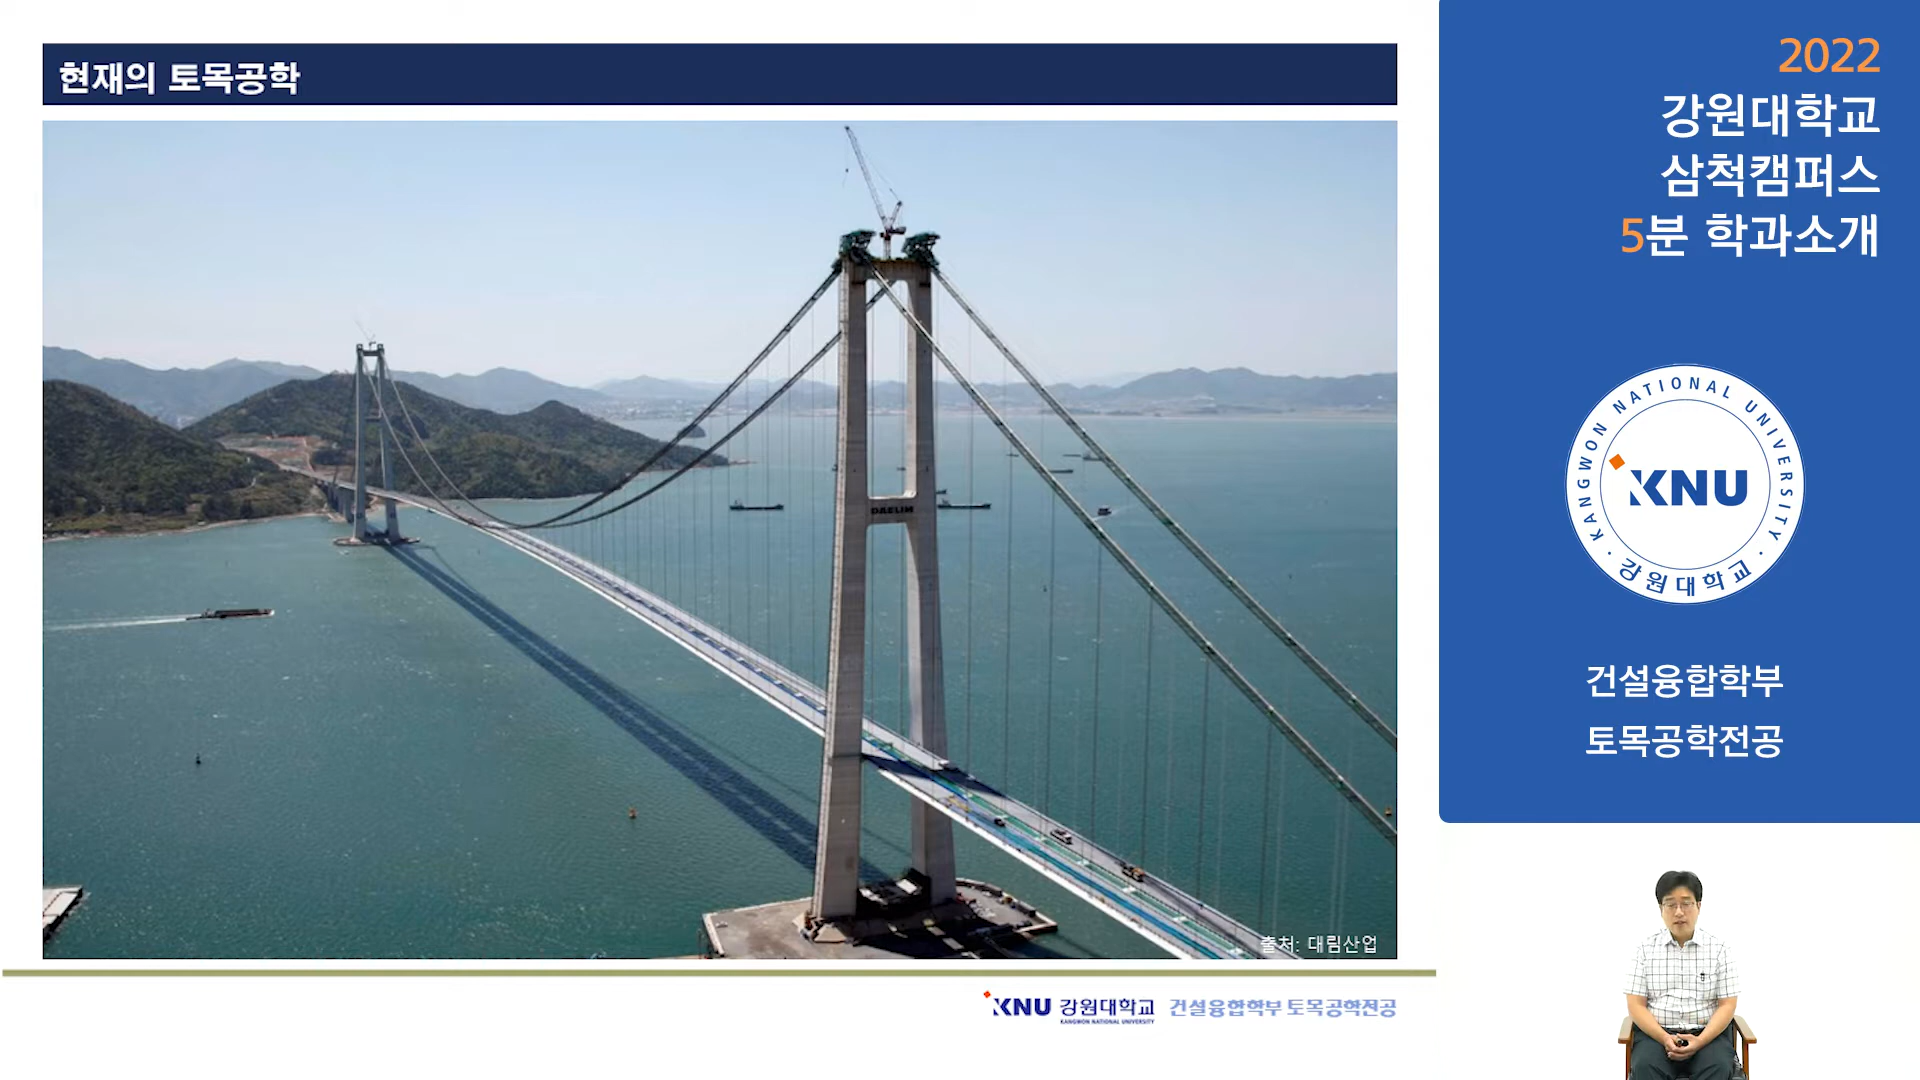 현재의 토목공학
DAELIM
출처: 대림산업
KNU 강원대학교 건설융합학부 토목공학전공
KANGWON NATIONAL UNIVERSITY
2022
강원대학교
삼척캠퍼스
5분 학과소개
KANGWON NATIONAL UNIVERSITY
KNU
강원대학교
건설융합학부
토목공학전공